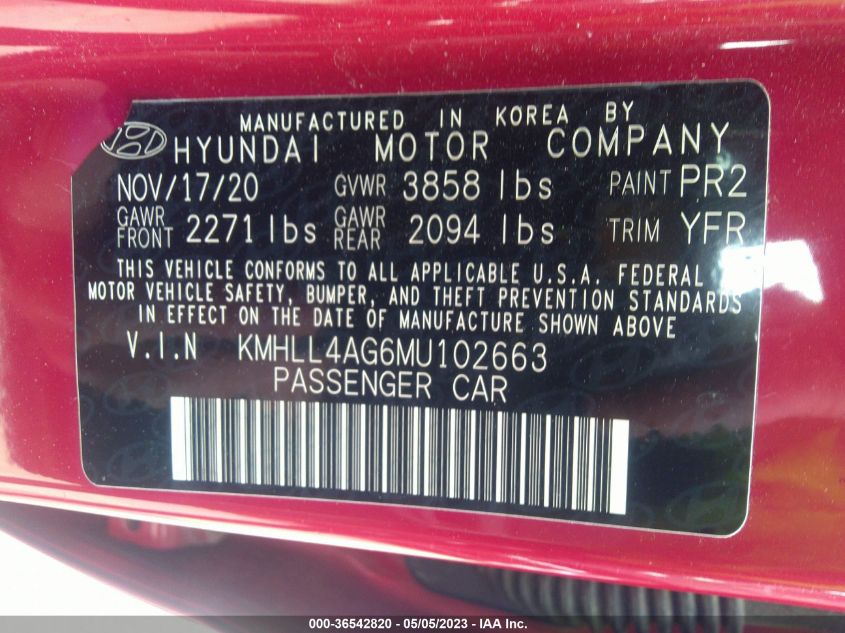 MANUFACTURED IN KOREA BY
HYUNDAI MOTOR COMPANY
NOV/17/20 GVWR 3858 lbs PAINT PR2
GAWR FRONT 2271 lbs GAWR REAR 2094 lbs TRIM YFR
THIS VEHICLE CONFORMS TO ALL APPLICABLE U.S.A. FEDERAL
MOTOR VEHICLE SAFETY, BUMPER, AND THEFT PREVENTION STANDARDS
IN EFFECT ON THE DATE OF MANUFACTURE SHOWN ABOVE
V.I.N KMHLL4AG6MU102663
PASSENGER CAR
000-36542820 - 05/05/2023 - IAA Inc.